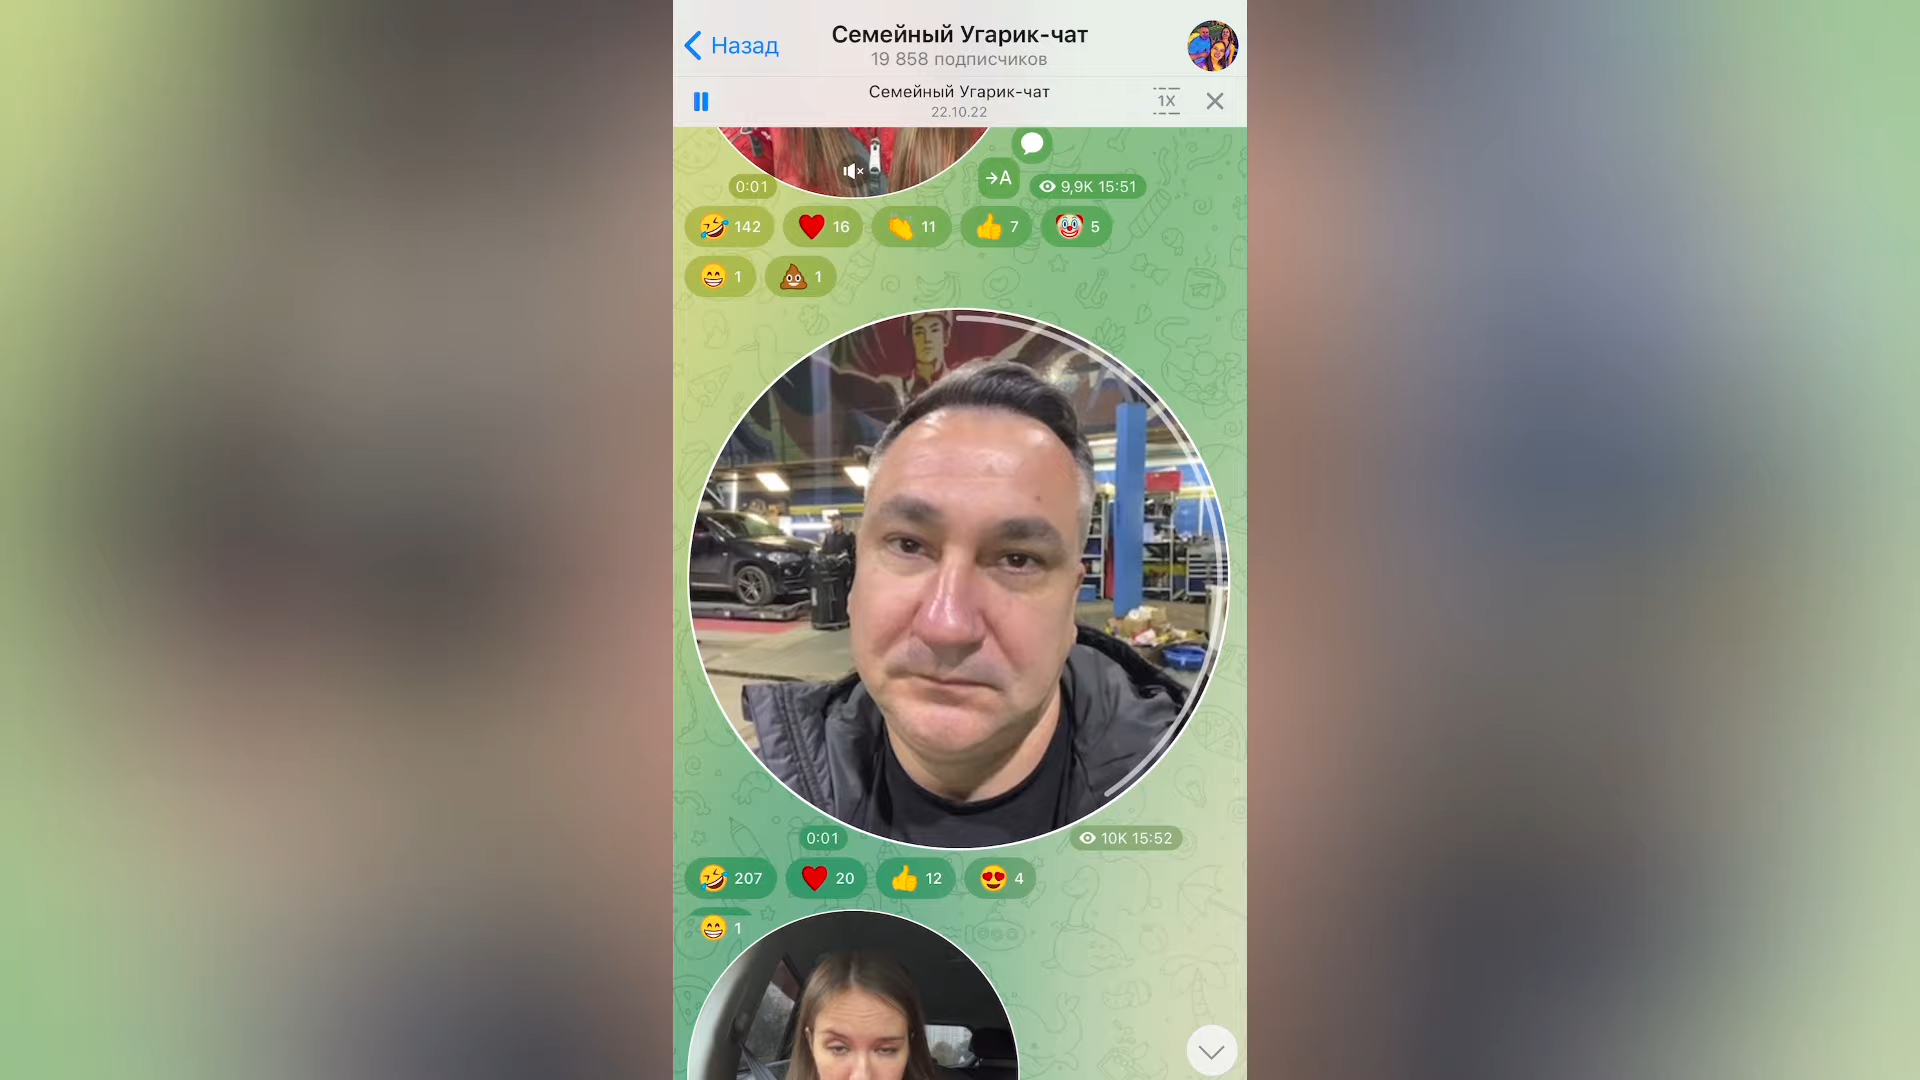 Назад
Семейный Угарик-чат
19 858 подписчиков
Семейный Угарик-чат
22.10.22
1X
0:01
→A
9,9K 15:51
142
16
11
7
5
1
1
0:01
10K 15:52
207
20
12
4
1